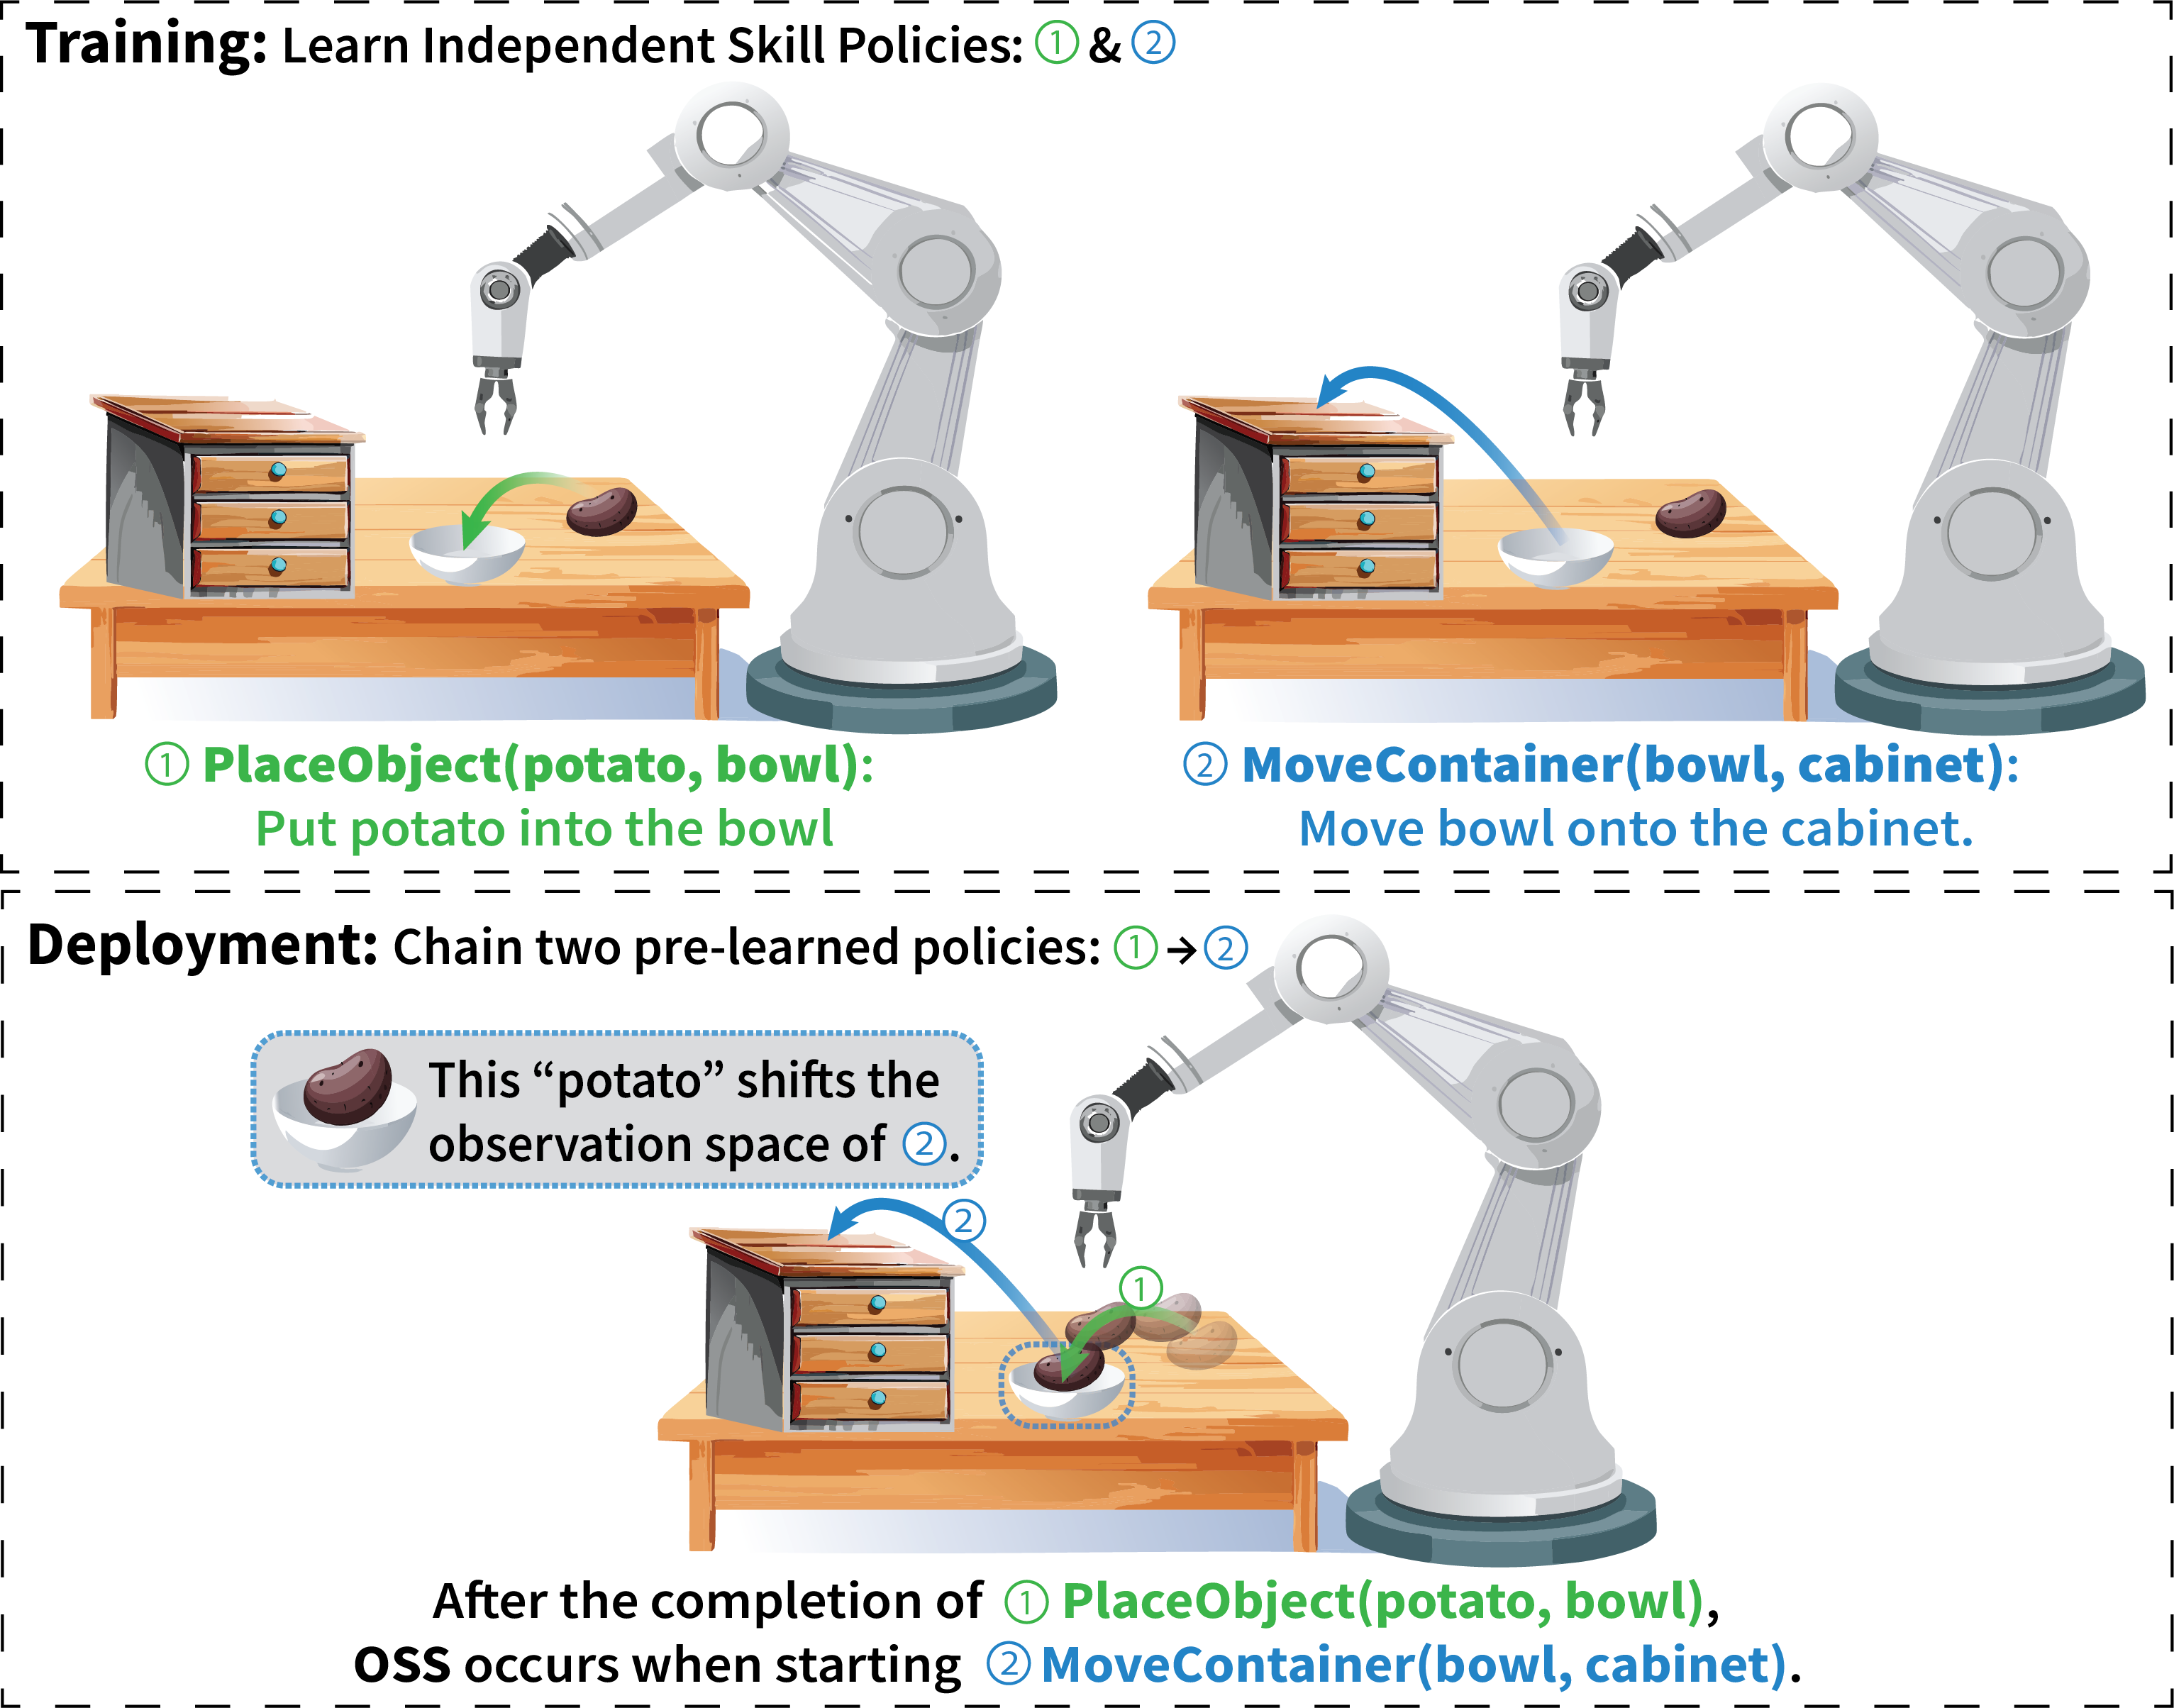 Training: Learn Independent Skill Policies: ① & ②
① PlaceObject(potato, bowl):
Put potato into the bowl
② MoveContainer(bowl, cabinet):
Move bowl onto the cabinet.
Deployment: Chain two pre-learned policies: ① → ②
This “potato” shifts the
observation space of ②.
②
①
After the completion of ① PlaceObject(potato, bowl),
OSS occurs when starting ② MoveContainer(bowl, cabinet).